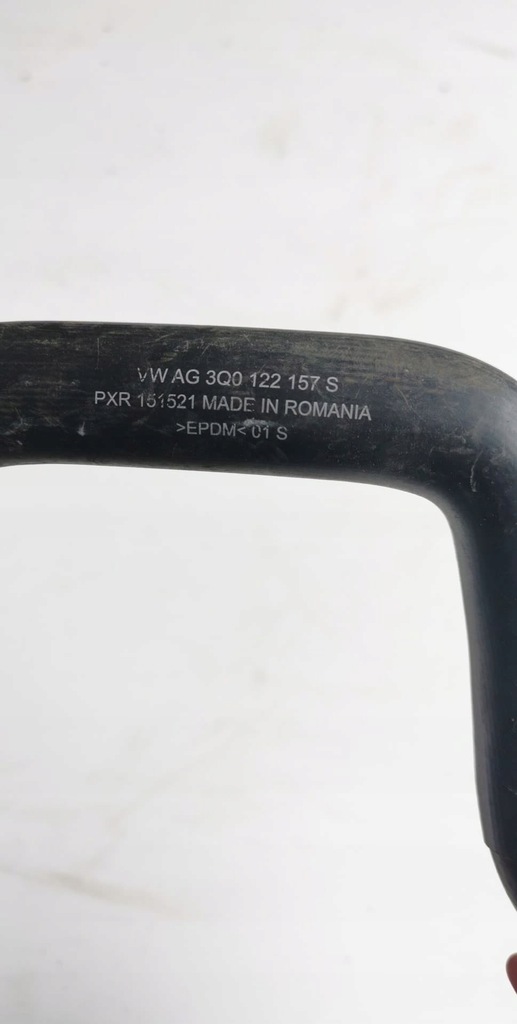 VW AG 3Q0 122 157 S
PXR 151521 MADE IN ROMANIA
>EPDM< 01 S